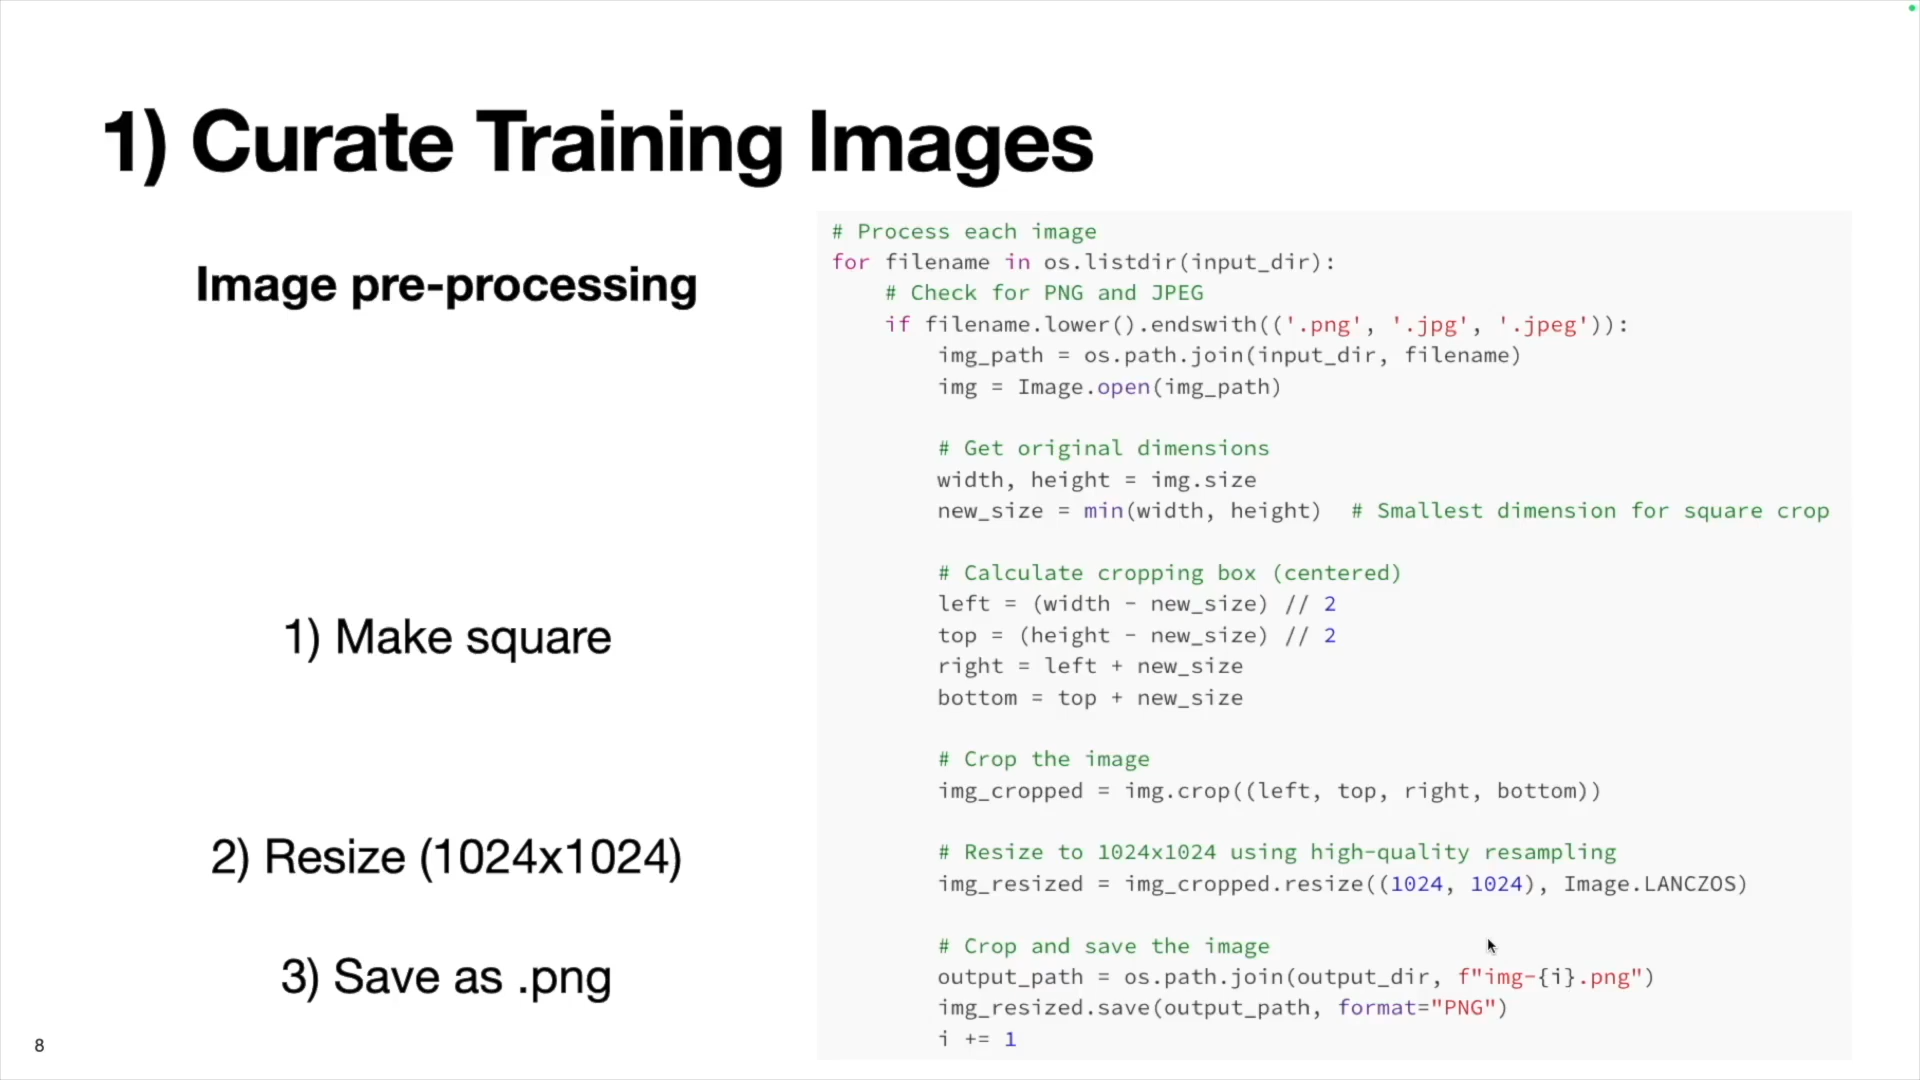 1) Curate Training Images
Image pre-processing
1) Make square
2) Resize (1024x1024)
3) Save as .png
# Process each image
for filename in os.listdir(input_dir):
    # Check for PNG and JPEG
    if filename.lower().endswith(('.png', '.jpg', '.jpeg')):
        img_path = os.path.join(input_dir, filename)
        img = Image.open(img_path)

        # Get original dimensions
        width, height = img.size
        new_size = min(width, height)  # Smallest dimension for square crop

        # Calculate cropping box (centered)
        left = (width - new_size) // 2
        top = (height - new_size) // 2
        right = left + new_size
        bottom = top + new_size

        # Crop the image
        img_cropped = img.crop((left, top, right, bottom))

        # Resize to 1024x1024 using high-quality resampling
        img_resized = img_cropped.resize((1024, 1024), Image.LANCZOS)

        # Crop and save the image
        output_path = os.path.join(output_dir, f"img-{i}.png")
        img_resized.save(output_path, format="PNG")
        i += 1
8